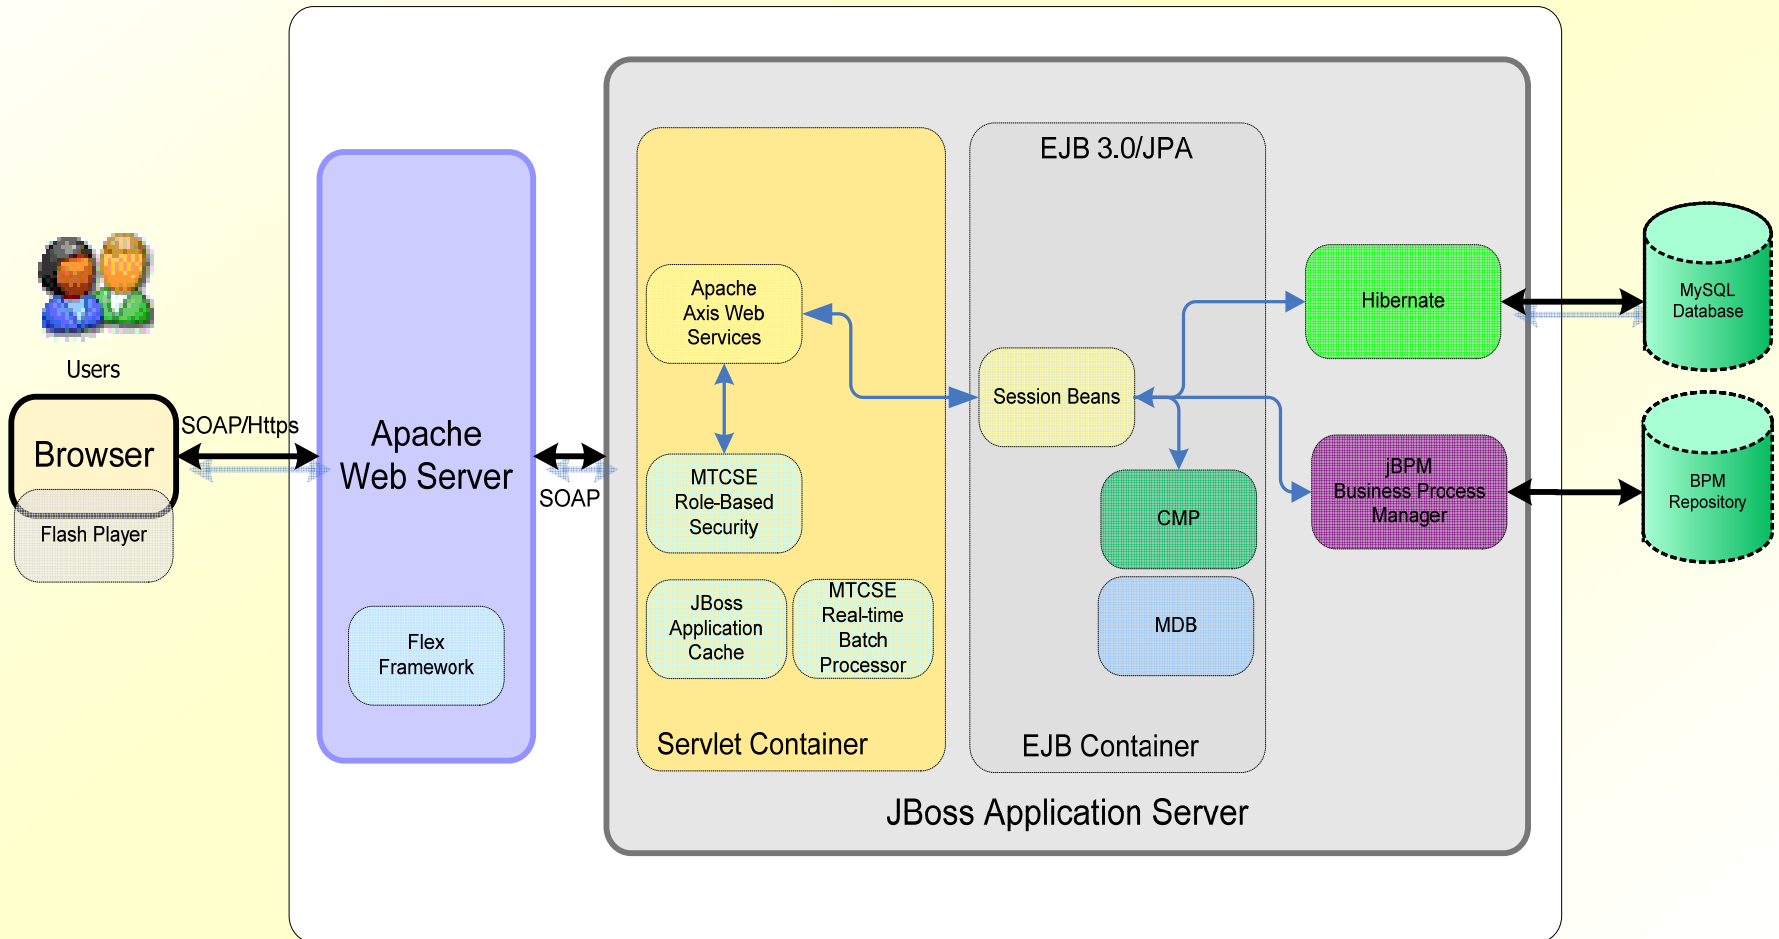 Users
Browser
Flash Player
SOAP/Https
Apache
Web Server
Flex
Framework
SOAP
Apache
Axis Web
Services
MTCSE
Role-Based
Security
JBoss
Application
Cache
MTCSE
Real-time
Batch
Processor
Servlet Container
EJB 3.0/JPA
Session Beans
CMP
MDB
EJB Container
Hibernate
jBPM
Business Process
Manager
JBoss Application Server
MySQL
Database
BPM
Repository